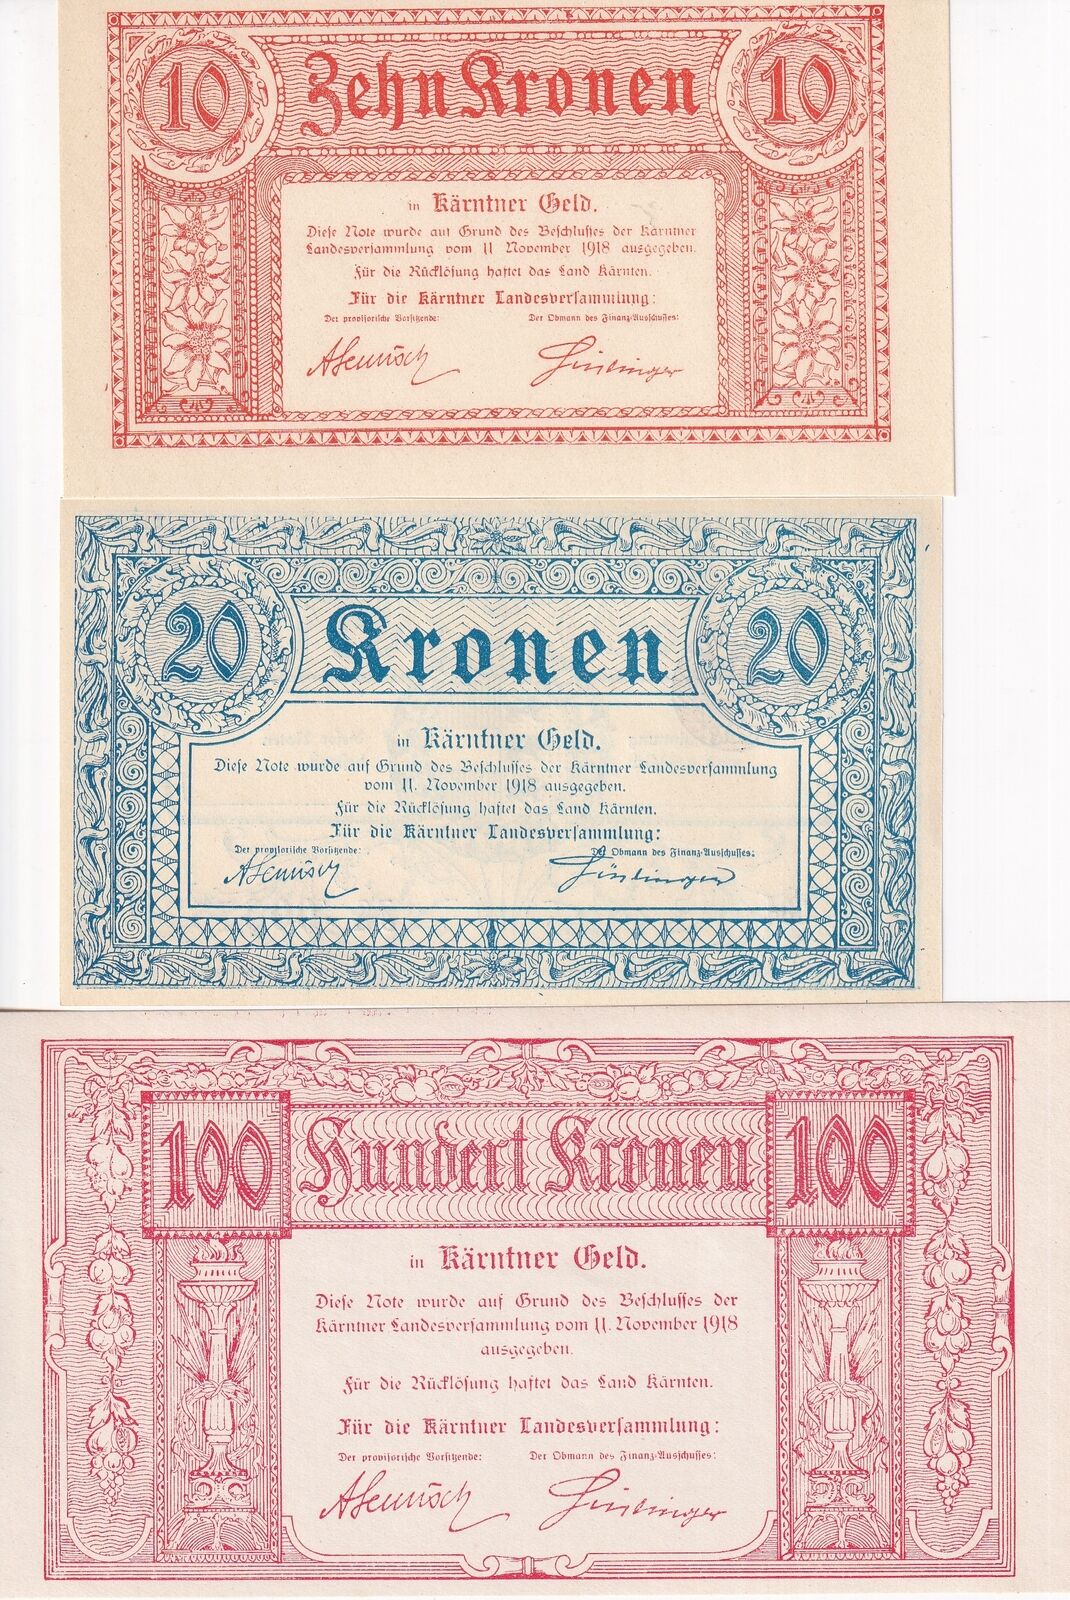 10 Zehn Kronen 10
in Kärntner Geld.
Diese Note wurde auf Grund des Beschlusses der Kärntner
Landesversammlung vom 11 November 1918 ausgegeben.
Für die Rücklösung haftet das Land Kärnten.
Für die Kärntner Landesversammlung:
Der provisorische Vorsitzende: Der Obmann des Finanz-Ausschusses:
20 Kronen 20
in Kärntner Geld.
Diese Note wurde auf Grund des Beschlusses der Kärntner Landesversammlung
vom 11. November 1918 ausgegeben.
Für die Rücklösung haftet das Land Kärnten.
Für die Kärntner Landesversammlung:
Der provisorische Vorsitzende: Der Obmann des Finanz-Ausschusses:
100 Hundert Kronen 100
in Kärntner Geld.
Diese Note wurde auf Grund des Beschlusses der
Kärntner Landesversammlung vom 11. November 1918
ausgegeben.
Für die Rücklösung haftet das Land Kärnten.
Für die Kärntner Landesversammlung:
Der provisorische Vorsitzende: Der Obmann des Finanz-Ausschusses: